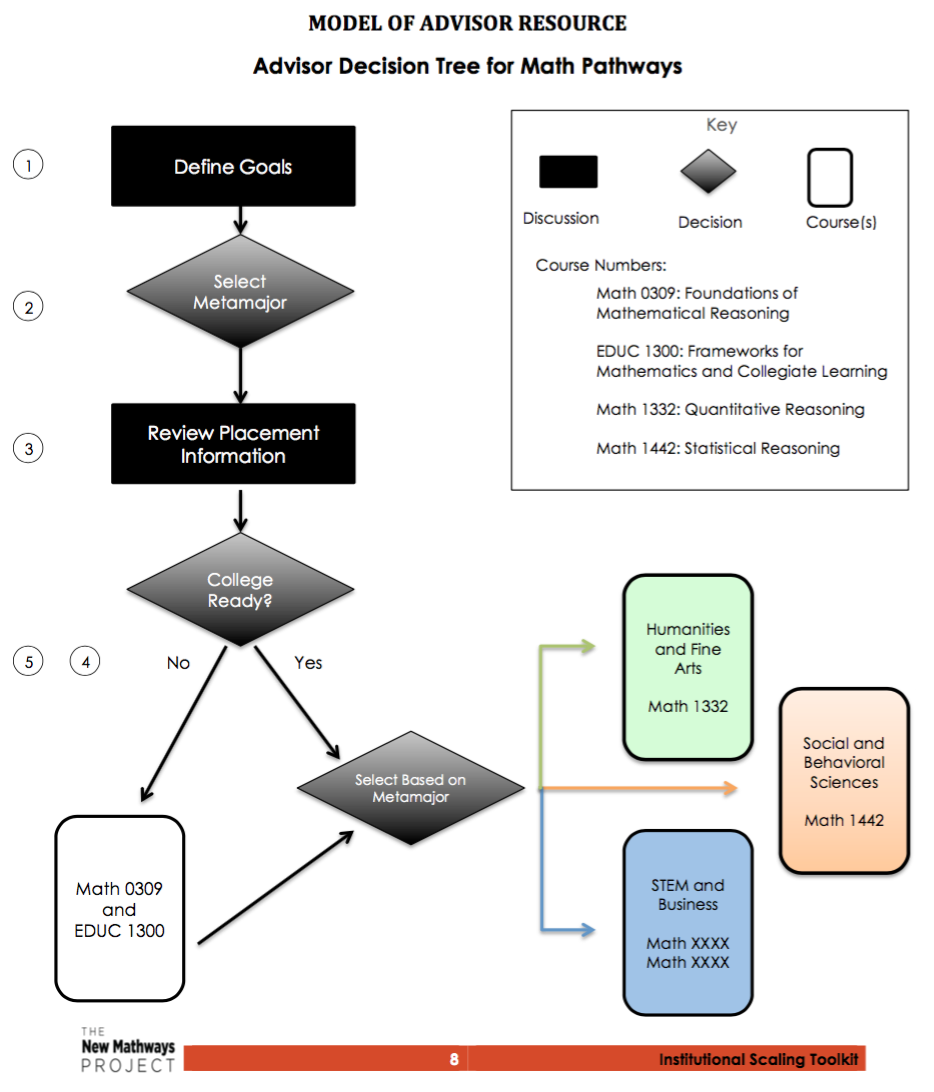 MODEL OF ADVISOR RESOURCE
Advisor Decision Tree for Math Pathways
1
Define Goals
2
Select
Metamajor
3
Review Placement
Information
College
Ready?
5
4
No
Yes
Select Based on
Metamajor
Math 0309
and
EDUC 1300
Key
Discussion
Decision
Course(s)
Course Numbers:
Math 0309: Foundations of
Mathematical Reasoning
EDUC 1300: Frameworks for
Mathematics and Collegiate Learning
Math 1332: Quantitative Reasoning
Math 1442: Statistical Reasoning
Humanities
and Fine
Arts
Math 1332
Social and
Behavioral
Sciences
Math 1442
STEM and
Business
Math XXXX
Math XXXX
THE
New Mathways
PROJECT
8
Institutional Scaling Toolkit